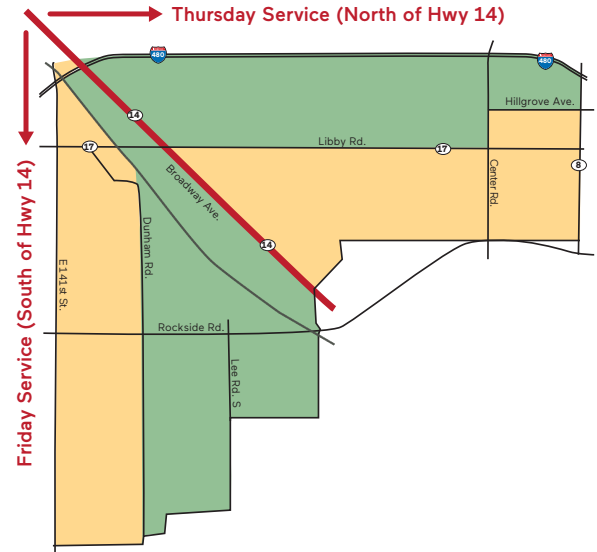 Thursday Service (North of Hwy 14)
480
480
Hillgrove Ave.
14
Libby Rd.
17
17
8
Center Rd.
Broadway Ave.
Friday Service (South of Hwy 14)
Dunham Rd.
14
E 141st St.
Rockside Rd.
Lee Rd. S